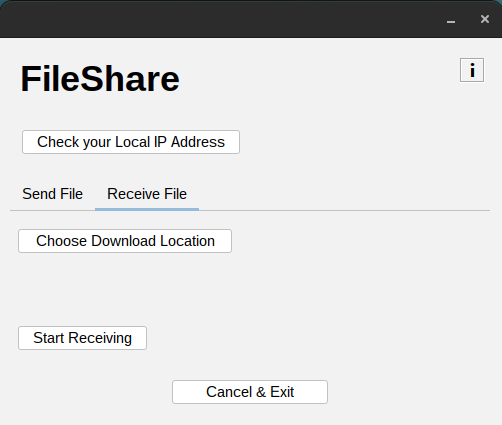 FileShare
i
Check your Local IP Address
Send File
Receive File
Choose Download Location
Start Receiving
Cancel & Exit